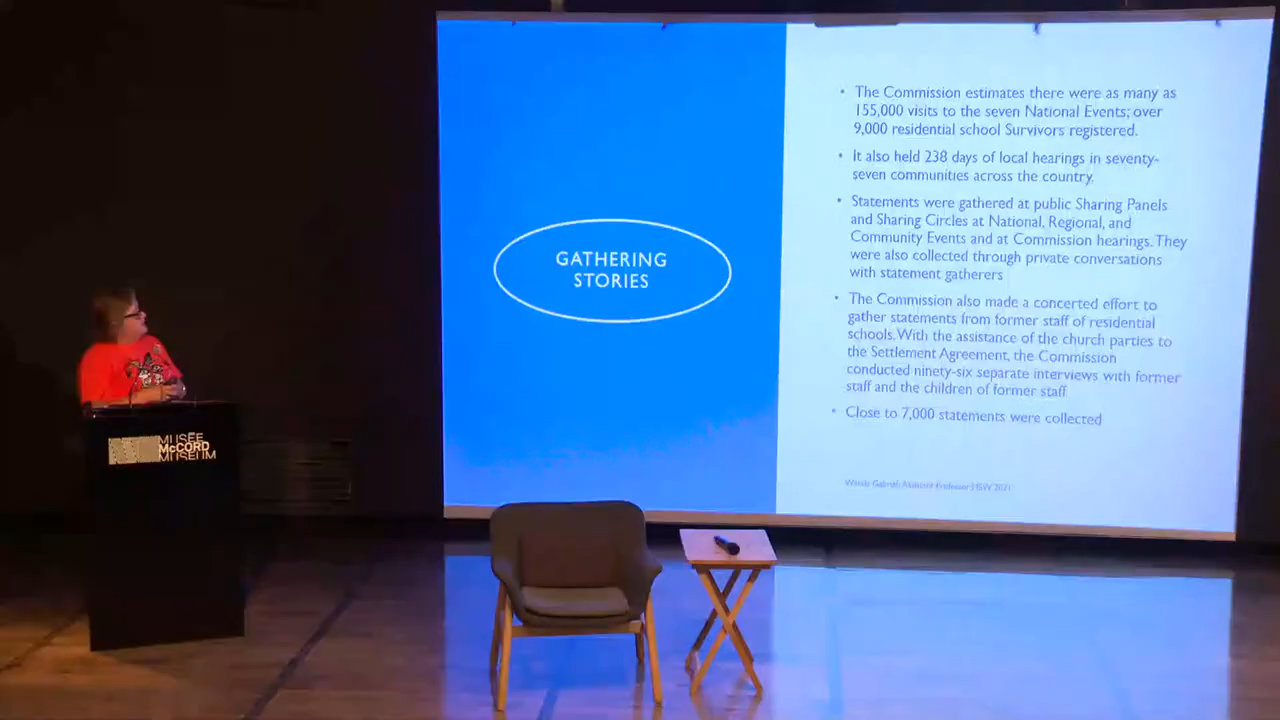 GATHERING
STORIES
• The Commission estimates there were as many as
155,000 visits to the seven National Events; over
9,000 residential school Survivors registered.
• It also held 238 days of local hearings in seventy-
seven communities across the country.
• Statements were gathered at public Sharing Panels
and Sharing Circles at National, Regional, and
Community Events and at Commission hearings. They
were also collected through private conversations
with statement gatherers
• The Commission also made a concerted effort to
gather statements from former staff of residential
schools. With the assistance of the church parties to
the Settlement Agreement, the Commission
conducted ninety-six separate interviews with former
staff and the children of former staff
• Close to 7,000 statements were collected
Assistant Professor 2021
MUSÉE
McCORD
MUSEUM